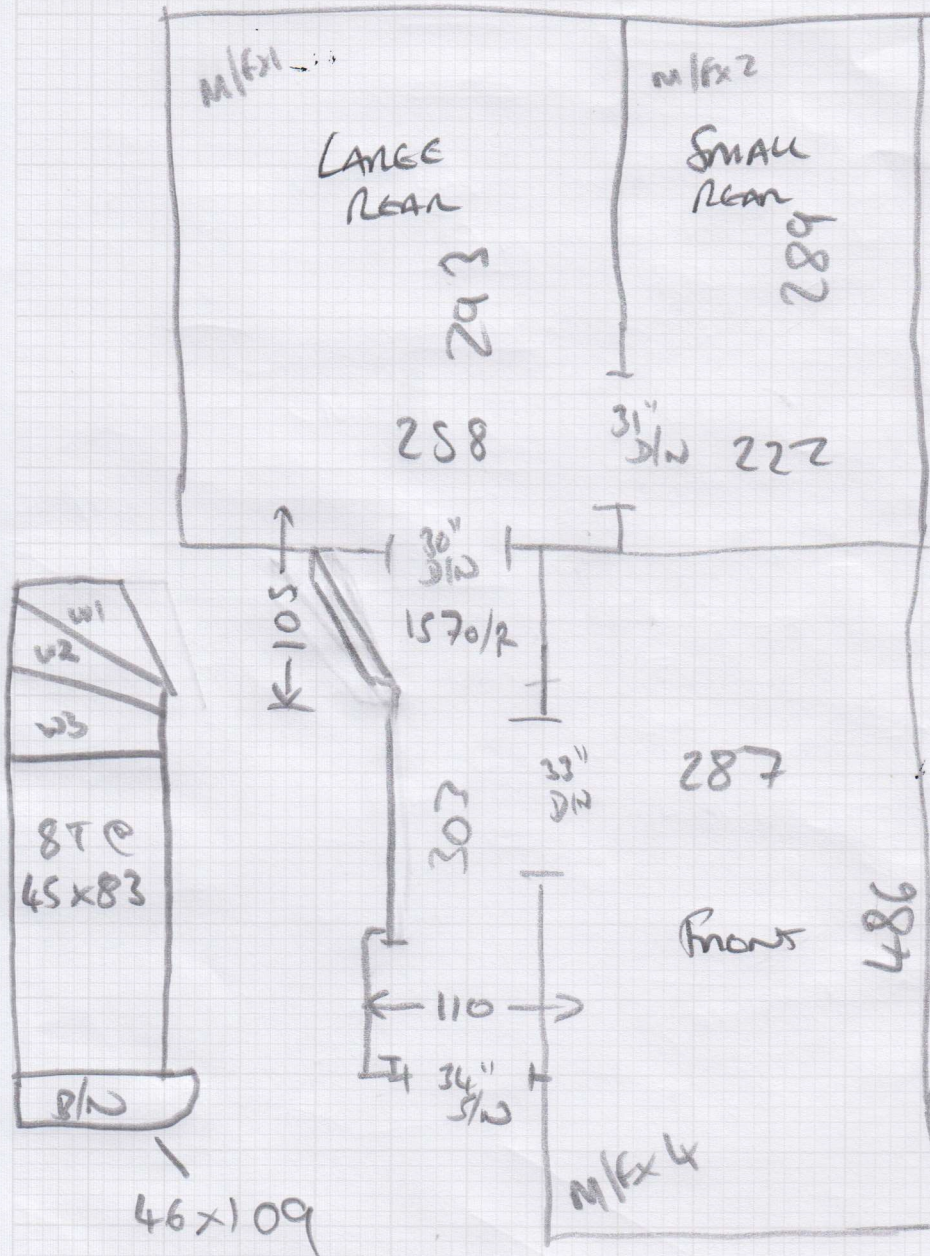 M/Fx1
M/Fx2
LARGE
REAR
SMALL
REAR
293
289
258
31"
D/N
222
30"
D/N
105
1570/R
W1
W2
W3
8T@
45x83
303
33"
D/N
287
FRONT
486
110
34"
S/N
B/N
46x109
M/Fx4